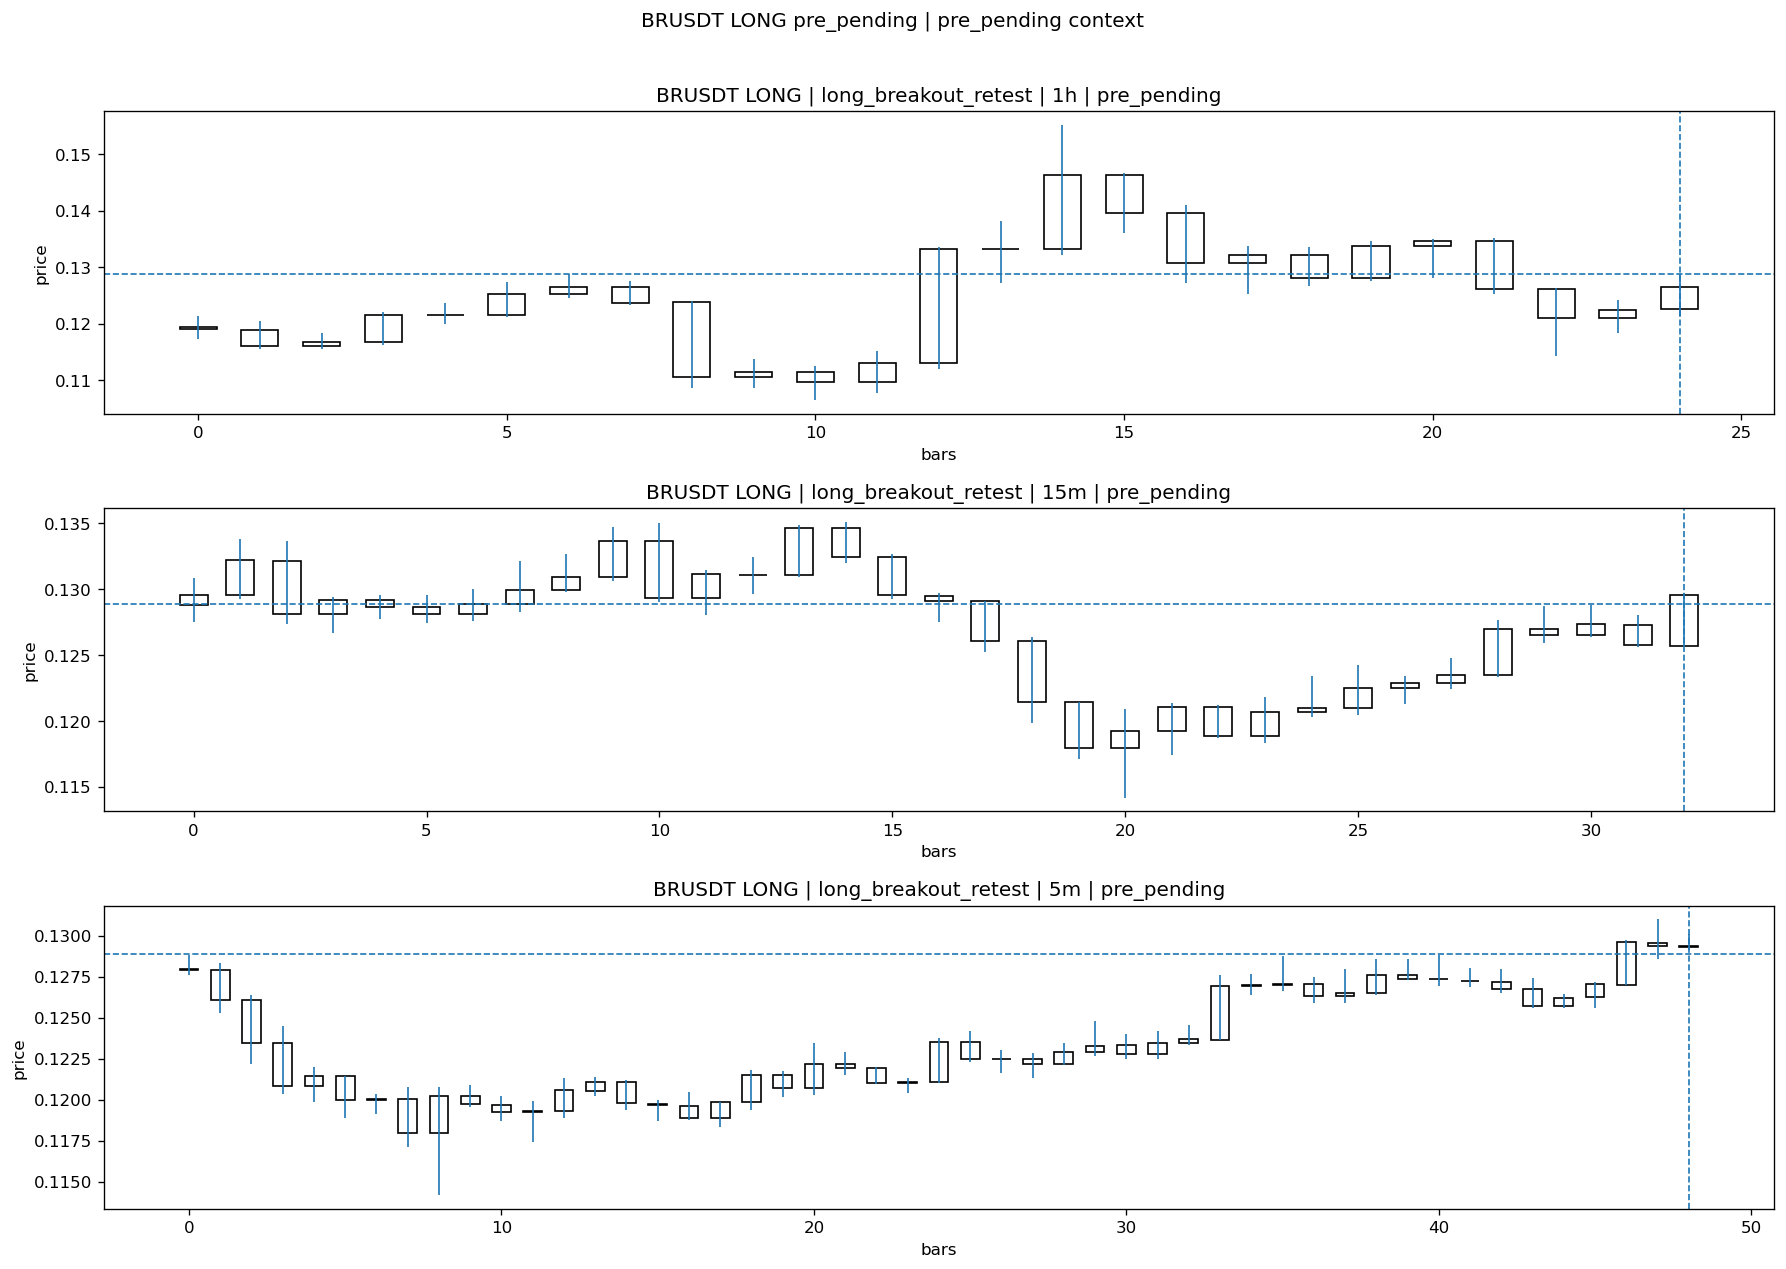 BRUSDT LONG pre_pending | pre_pending context
BRUSDT LONG | long_breakout_retest | 1h | pre_pending
price
0.15
0.14
0.13
0.12
0.11
0 5 10 15 20 25
bars
BRUSDT LONG | long_breakout_retest | 15m | pre_pending
price
0.135
0.130
0.125
0.120
0.115
0 5 10 15 20 25 30
bars
BRUSDT LONG | long_breakout_retest | 5m | pre_pending
price
0.1300
0.1275
0.1250
0.1225
0.1200
0.1175
0.1150
0 10 20 30 40 50
bars